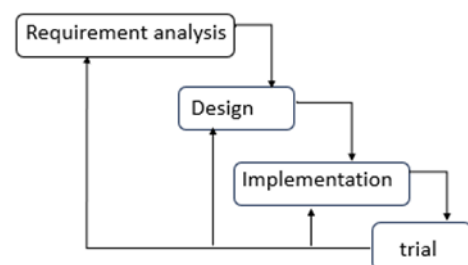 Requirement analysis
Design
Implementation
trial